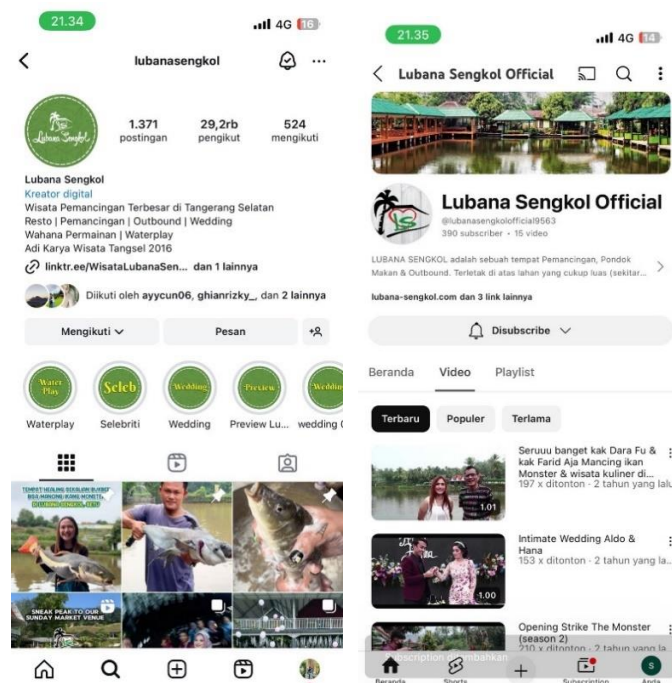 21.34
4G 16
lubanasengkol
Lubana Sengkol
1.371
29,2rb
524
postingan
pengikut
mengikuti
Lubana Sengkol
Kreator digital
Wisata Pemancingan Terbesar di Tangerang Selatan
Resto | Pemancingan | Outbound | Wedding
Wahana Permainan | Waterplay
Adi Karya Wisata Tangsel 2016
linktr.ee/WisataLubanaSen... dan 1 lainnya
Diikuti oleh ayycun06, ghianrizky_, dan 2 lainnya
Mengikuti
Pesan
Water Play
Seleb
Wedding
Preview
Weddin
Waterplay
Selebriti
Wedding
Preview Lu...
wedding
SNEAK PEAK TO OUR
SUNDAY MARKET VENUE
21.35
4G 14
Lubana Sengkol Official
LS
Lubana Sengkol Official
@lubanasengkolofficial9563
390 subscriber · 15 video
LUBANA SENGKOL adalah sebuah tempat Pemancingan, Pondok
Makan & Outbound. Terletak di atas lahan yang cukup luas (sekitar...
lubana-sengkol.com dan 3 link lainnya
Disubscribe
Beranda
Video
Playlist
Terbaru
Populer
Terlama
1.01
Seruuu banget kak Dara Fu &
kak Farid Aja Mancing ikan
Monster & wisata kuliner di...
197 x ditonton · 2 tahun yang lalu
1.00
Intimate Wedding Aldo &
Hana
153 x ditonton · 2 tahun yang la...
Opening Strike The Monster
(season 2)
210 x ditonton · 2 tahun yang la...
Subscription ditambahkan
Beranda
Shorts
Subscription
S
Anda